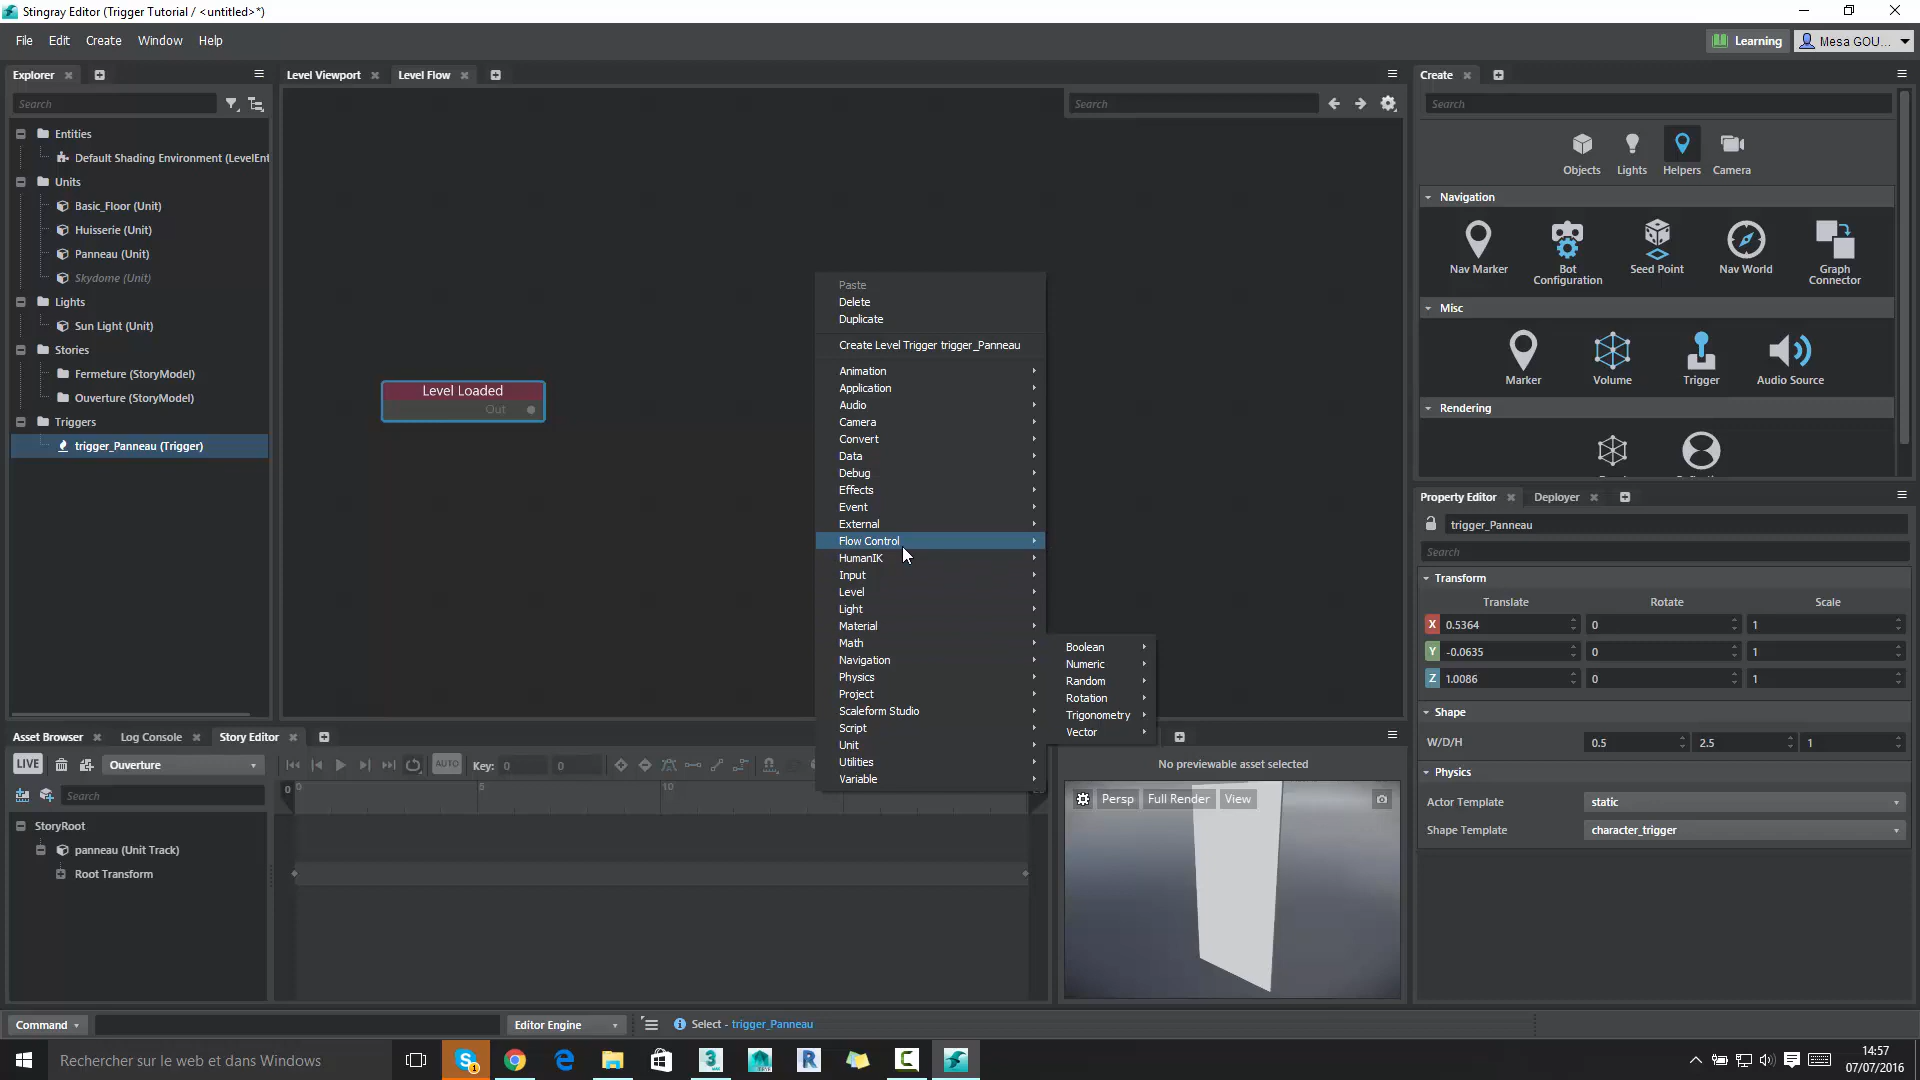 Stingray Editor (Trigger Tutorial / <untitled>*)
File Edit Create Window Help
Learning
Mesa GOU...
Explorer
Search
Entities
Default Shading Environment (LevelEnt
Units
Basic_Floor (Unit)
Huisserie (Unit)
Panneau (Unit)
Skydome (Unit)
Lights
Sun Light (Unit)
Stories
Fermeture (StoryModel)
Ouverture (StoryModel)
Triggers
trigger_Panneau (Trigger)
Level Viewport
Level Flow
Search
Level Loaded
Out
Paste
Delete
Duplicate
Create Level Trigger trigger_Panneau
Animation
Application
Audio
Camera
Convert
Data
Debug
Effects
Event
External
Flow Control
HumanIK
Input
Level
Light
Material
Math
Navigation
Physics
Project
Scaleform Studio
Script
Unit
Utilities
Variable
Boolean
Numeric
Random
Rotation
Trigonometry
Vector
Create
Search
Objects Lights Helpers Camera
Navigation
Nav Marker
Bot Configuration
Seed Point
Nav World
Graph Connector
Misc
Marker Volume Trigger Audio Source
Rendering
Property Editor
Deployer
trigger_Panneau
Search
Transform
Translate Rotate Scale
X 0.5364 0 1
Y -0.0635 0 1
Z 1.0086 0 1
Shape
W/D/H 0.5 2.5 1
Physics
Actor Template static
Shape Template character_trigger
Asset Browser
Log Console
Story Editor
LIVE
Ouverture
AUTO
Key: 0 0
Search
0 0 5 10
StoryRoot
panneau (Unit Track)
Root Transform
No previewable asset selected
Persp Full Render View
Command
Editor Engine
Select - trigger_Panneau
Rechercher sur le web et dans Windows
14:57
07/07/2016